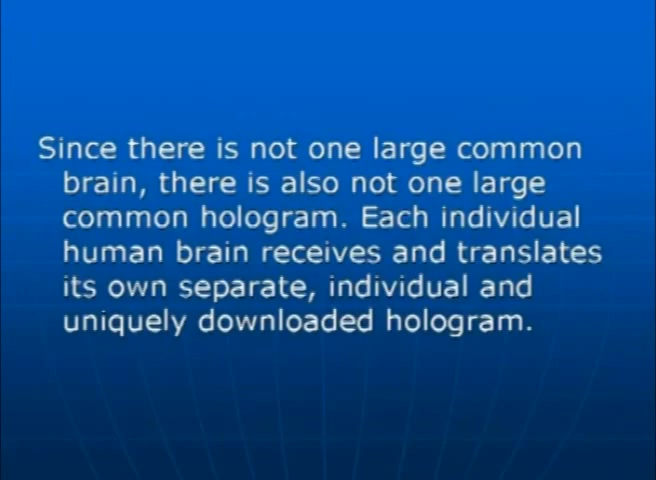 Since there is not one large common
brain, there is also not one large
common hologram. Each individual
human brain receives and translates
its own separate, individual and
uniquely downloaded hologram.